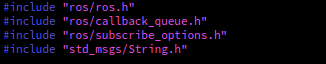 #include "ros/ros.h"
#include "ros/callback_queue.h"
#include "ros/subscribe_options.h"
#include "std_msgs/String.h"